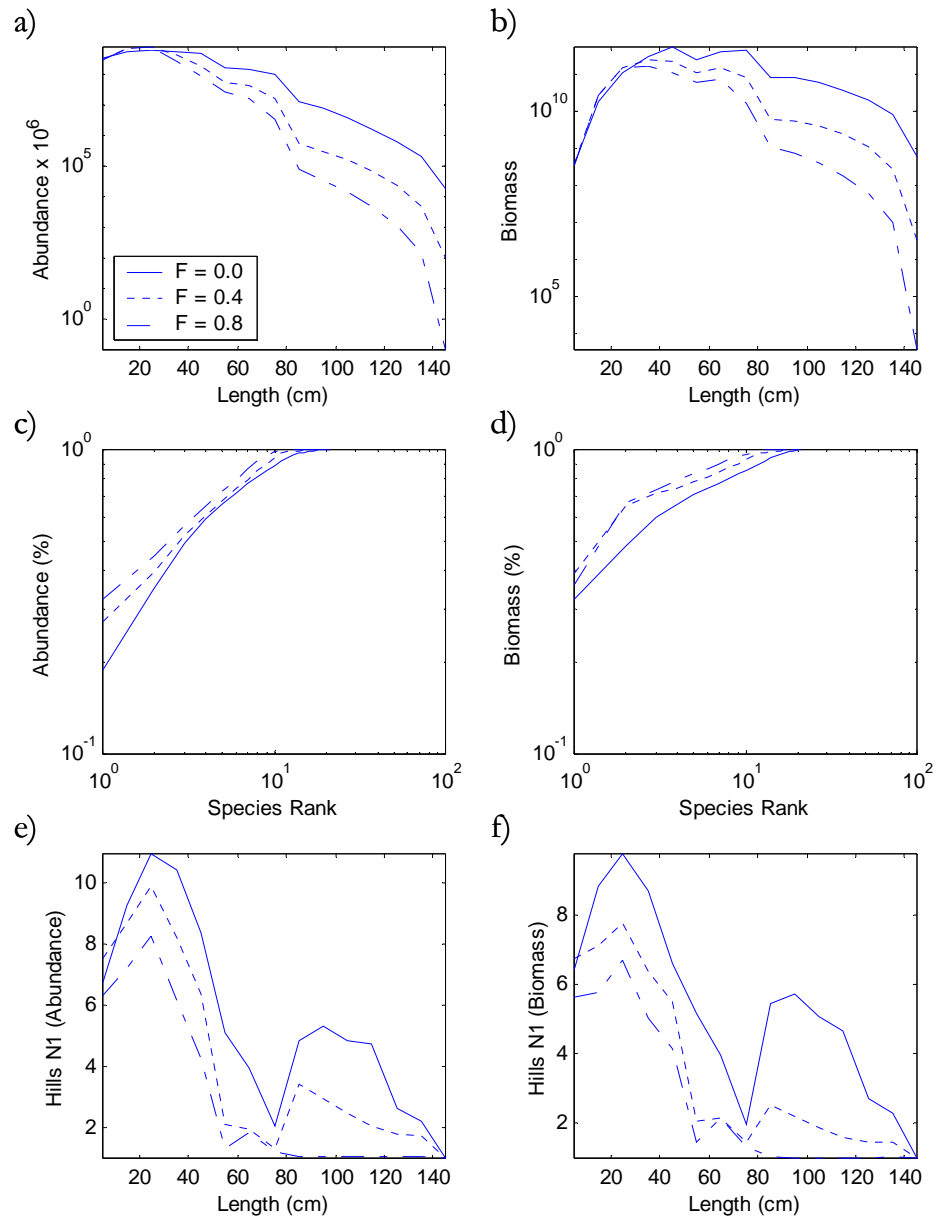 a)
Abundance x 10^6
10^5
10^0
F = 0.0
F = 0.4
F = 0.8
20 40 60 80 100 120 140
Length (cm)
b)
Biomass
10^10
10^5
20 40 60 80 100 120 140
Length (cm)
c)
Abundance (%)
10^0
10^-1
10^0 10^1 10^2
Species Rank
d)
Biomass (%)
10^0
10^-1
10^0 10^1 10^2
Species Rank
e)
Hills N1 (Abundance)
10
8
6
4
2
20 40 60 80 100 120 140
Length (cm)
f)
Hills N1 (Biomass)
8
6
4
2
20 40 60 80 100 120 140
Length (cm)